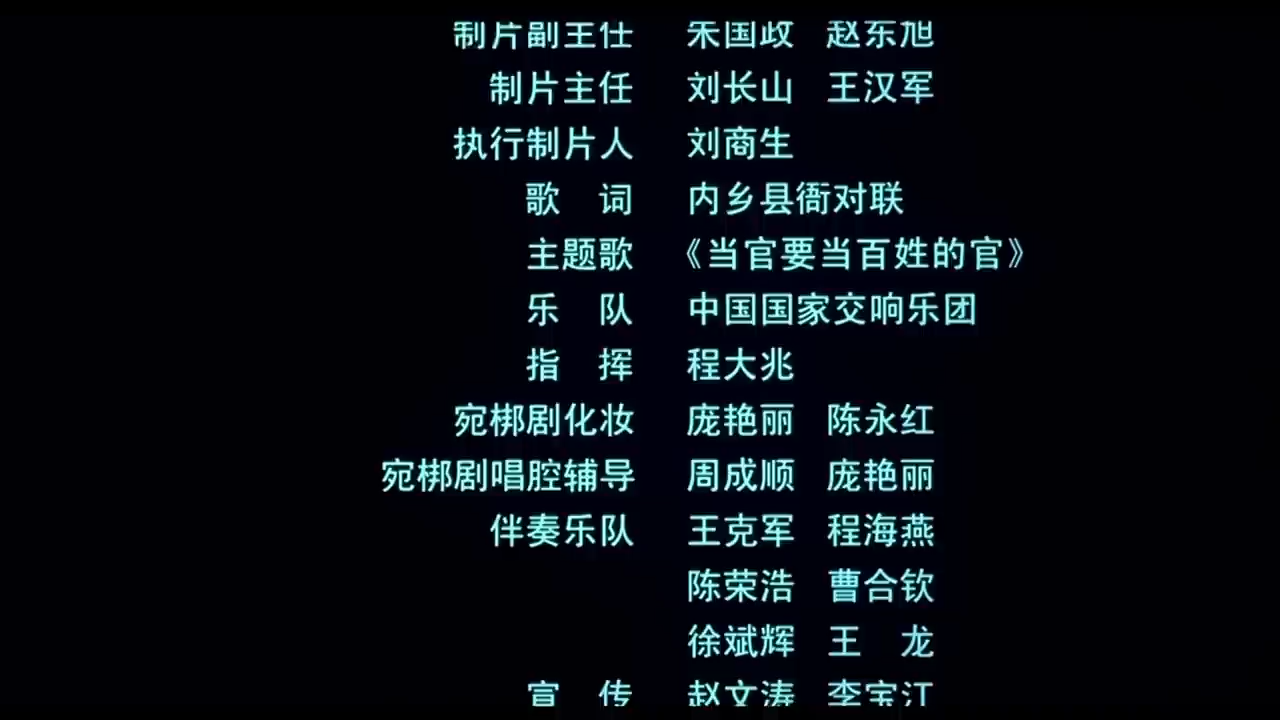 制片副主任 朱国政 赵东旭
制片主任 刘长山 王汉军
执行制片人 刘商生
歌 词 内乡县衙对联
主题歌 《当官要当百姓的官》
乐 队 中国国家交响乐团
指 挥 程大兆
宛梆剧化妆 庞艳丽 陈永红
宛梆剧唱腔辅导 周成顺 庞艳丽
伴奏乐队 王克军 程海燕
陈荣浩 曹合钦
徐斌辉 王 龙
宣 传 赵文涛 李宝江